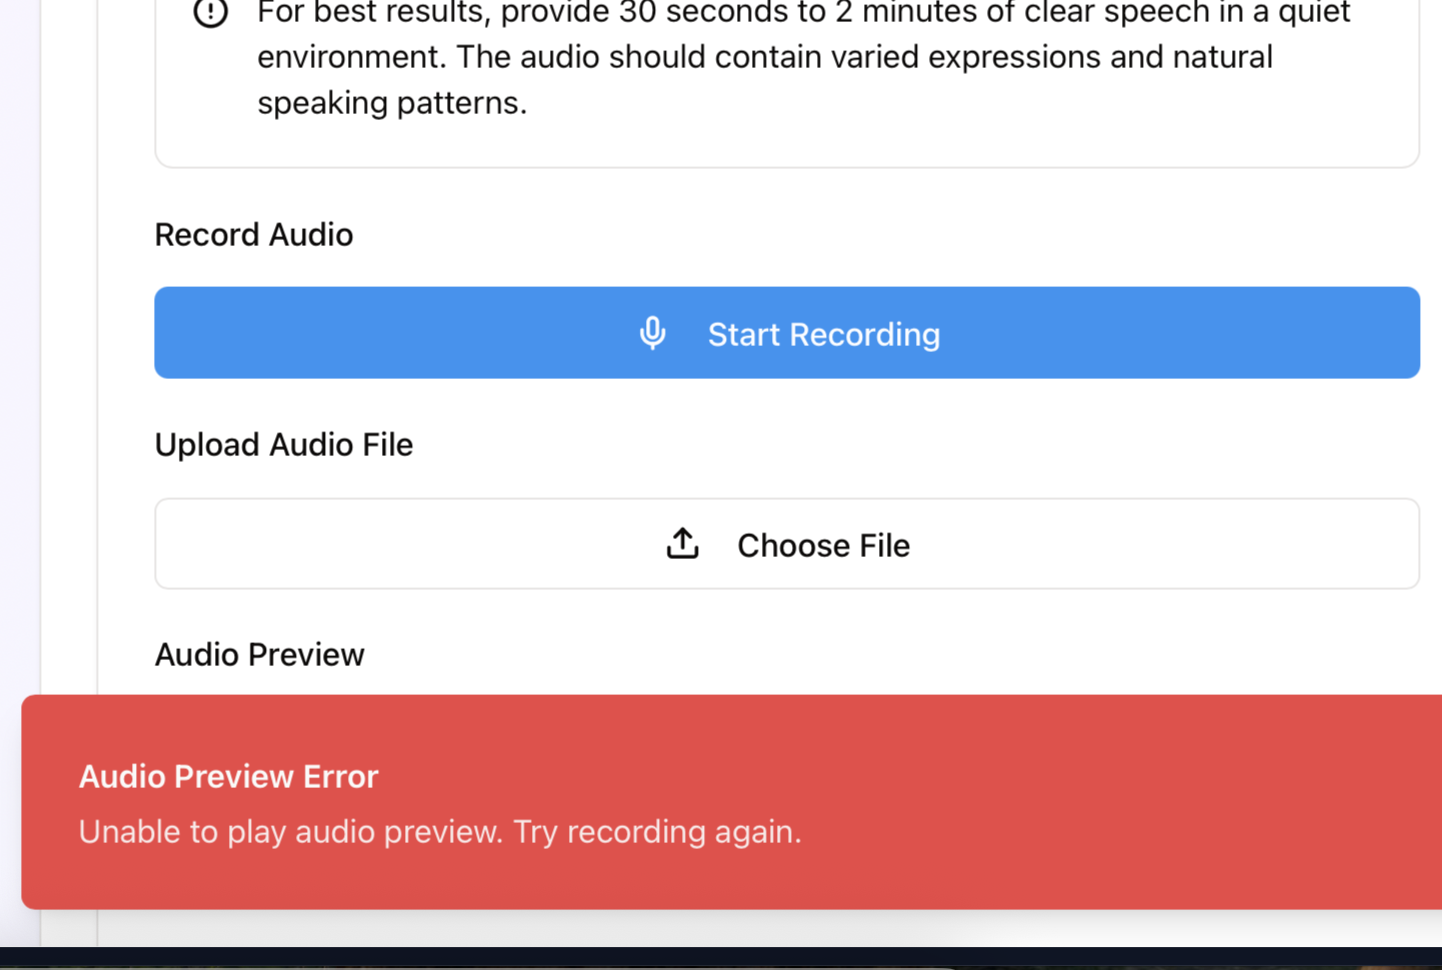 For best results, provide 30 seconds to 2 minutes of clear speech in a quiet
environment. The audio should contain varied expressions and natural
speaking patterns.
Record Audio
Start Recording
Upload Audio File
Choose File
Audio Preview
Audio Preview Error
Unable to play audio preview. Try recording again.